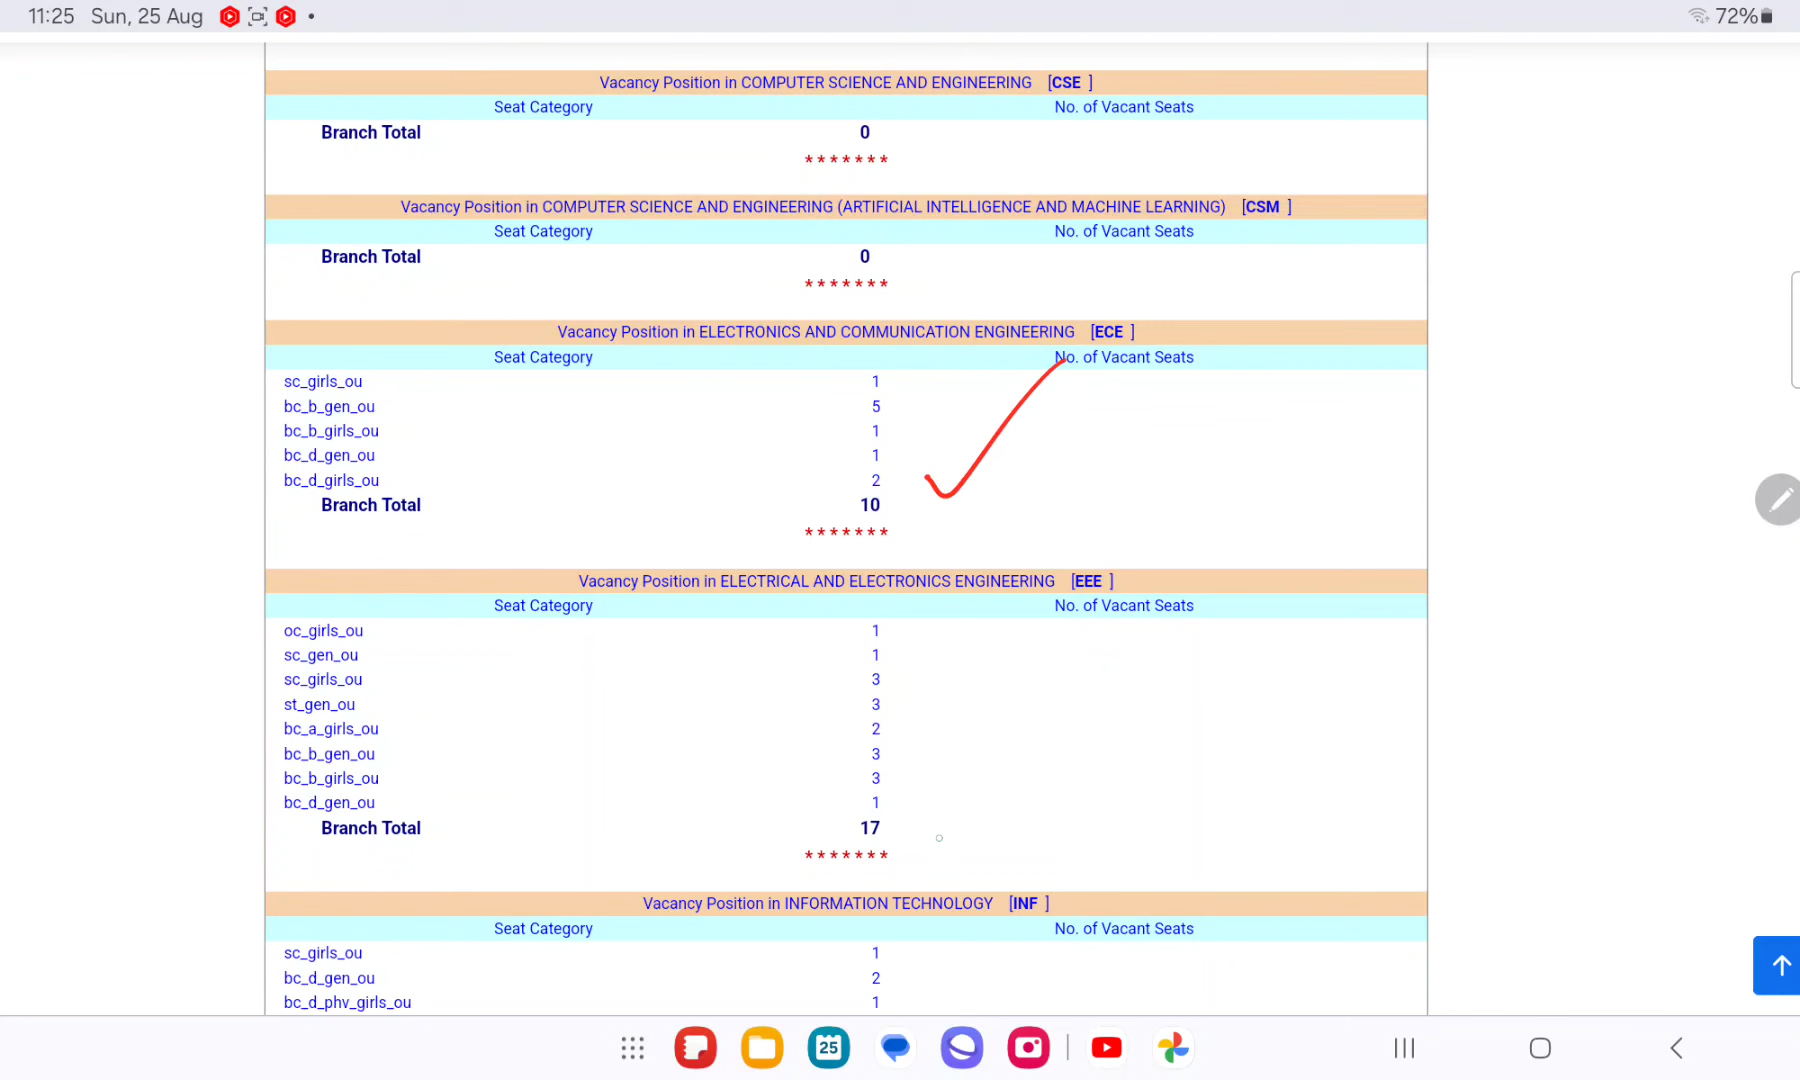 11:25 Sun, 25 Aug 72%
Vacancy Position in COMPUTER SCIENCE AND ENGINEERING [CSE ]
Seat Category No. of Vacant Seats
Branch Total 0
*******
Vacancy Position in COMPUTER SCIENCE AND ENGINEERING (ARTIFICIAL INTELLIGENCE AND MACHINE LEARNING) [CSM ]
Seat Category No. of Vacant Seats
Branch Total 0
*******
Vacancy Position in ELECTRONICS AND COMMUNICATION ENGINEERING [ECE ]
Seat Category No. of Vacant Seats
sc_girls_ou 1
bc_b_gen_ou 5
bc_b_girls_ou 1
bc_d_gen_ou 1
bc_d_girls_ou 2
Branch Total 10
*******
Vacancy Position in ELECTRICAL AND ELECTRONICS ENGINEERING [EEE ]
Seat Category No. of Vacant Seats
oc_girls_ou 1
sc_gen_ou 1
sc_girls_ou 3
st_gen_ou 3
bc_a_girls_ou 2
bc_b_gen_ou 3
bc_b_girls_ou 3
bc_d_gen_ou 1
Branch Total 17
*******
Vacancy Position in INFORMATION TECHNOLOGY [INF ]
Seat Category No. of Vacant Seats
sc_girls_ou 1
bc_d_gen_ou 2
bc_d_phv_girls_ou 1
25